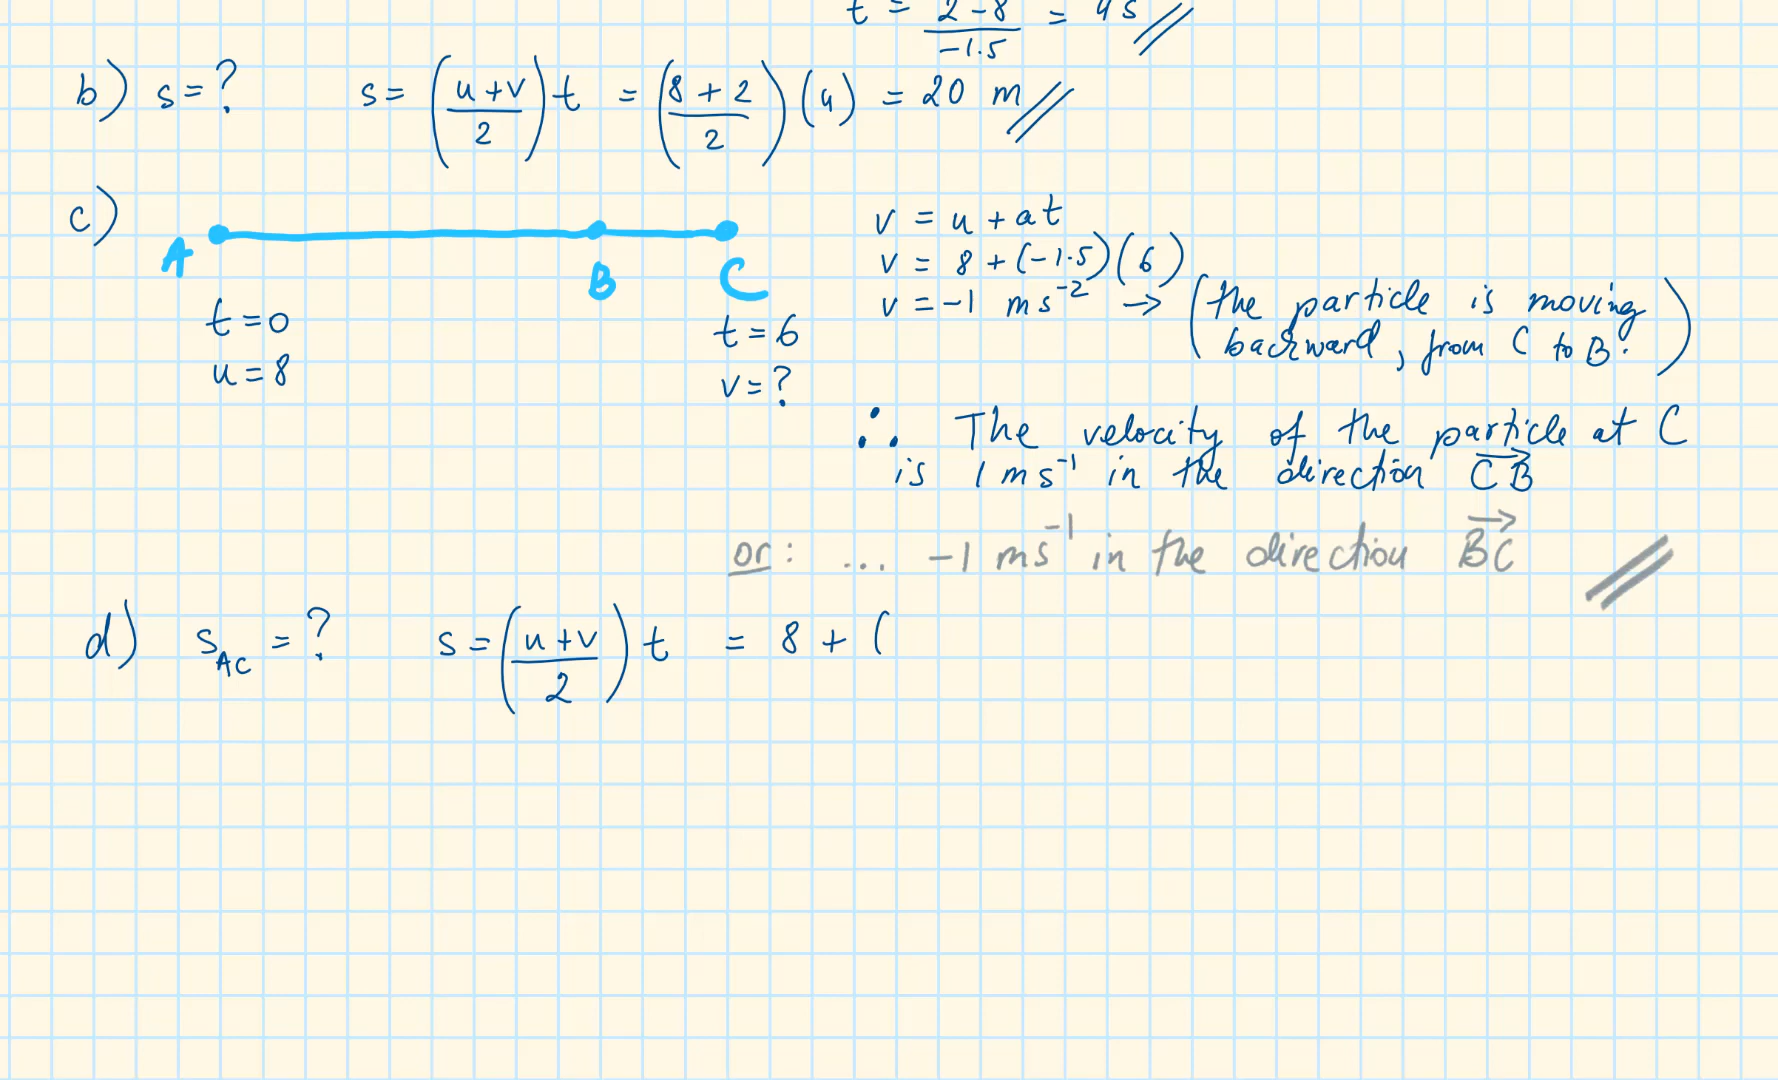 t = (2 - 8)/(-1.5) = 4 s
b) s = ? s = ((u + v)/2) t = ((8 + 2)/2) (4) = 20 m
c) A B C
t = 0
u = 8
t = 6
v = ?
v = u + at
v = 8 + (-1.5)(6)
v = -1 ms⁻² → (the particle is moving
backward, from C to B.)
∴ The velocity of the particle at C
is 1 ms⁻¹ in the direction C⃗B⃗
or: ... -1 ms⁻¹ in the direction B⃗C⃗
d) s_AC = ? s = ((u + v)/2) t = 8 + (